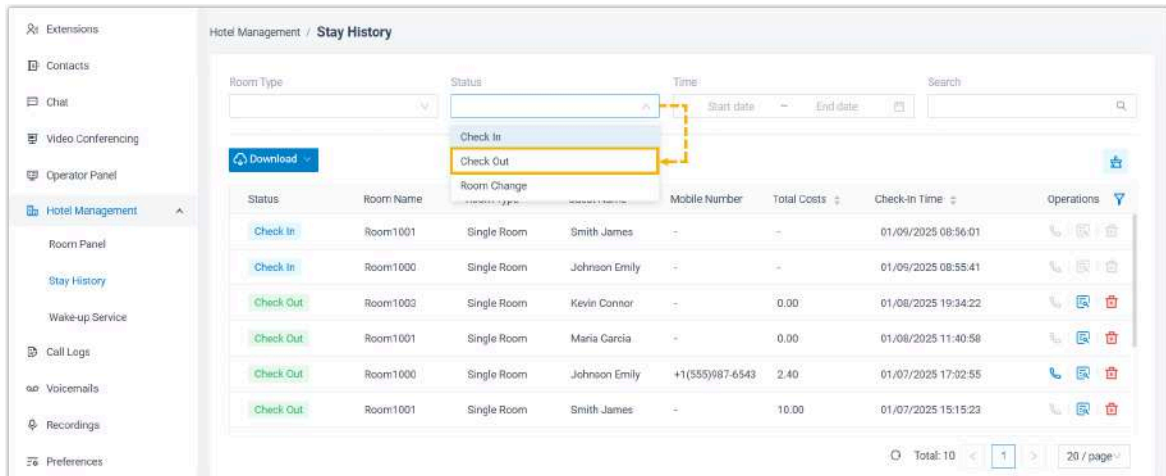 Extensions
Contacts
Chat
Video Conferencing
Operator Panel
Hotel Management
Room Panel
Stay History
Wake-up Service
Call Logs
Voicemails
Recordings
Preferences
Hotel Management / Stay History
Room Type Status Time Search
Start date ~ End date
Check In
Check Out
Room Change
Download
Status Room Name Mobile Number Total Costs Check-In Time Operations
Check In Room1001 Single Room Smith James - - 01/09/2025 08:56:01
Check In Room1000 Single Room Johnson Emily - - 01/09/2025 08:55:41
Check Out Room1003 Single Room Kevin Connor - 0.00 01/08/2025 19:34:22
Check Out Room1001 Single Room Maria Garcia - 0.00 01/08/2025 11:40:58
Check Out Room1000 Single Room Johnson Emily +1(555)987-6543 2.40 01/07/2025 17:02:55
Check Out Room1001 Single Room Smith James - 10.00 01/07/2025 15:15:23
Total: 10 < 1 > 20 / page